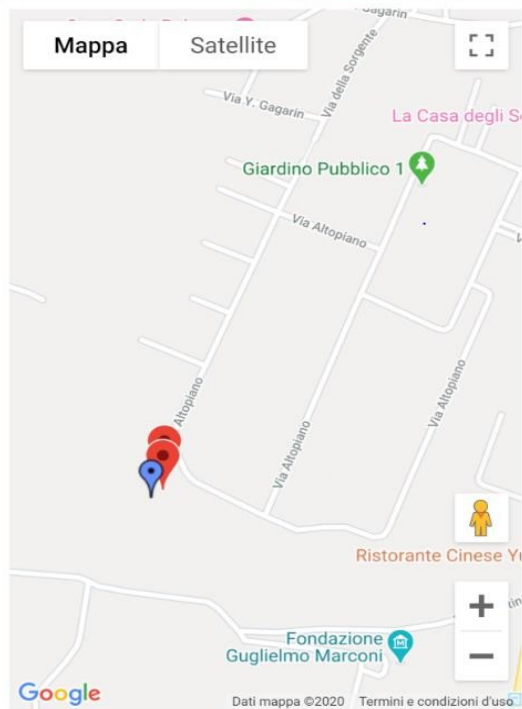 Mappa
Satellite
Gagarin
Via Y. Gagarin
Via della Sorgente
La Casa degli S
Giardino Pubblico 1
Via Altopiano
Altopiano
Via Altopiano
Via Altopiano
Ristorante Cinese Yu
Fondazione
Guglielmo Marconi
Google
Dati mappa ©2020
Termini e condizioni d'uso